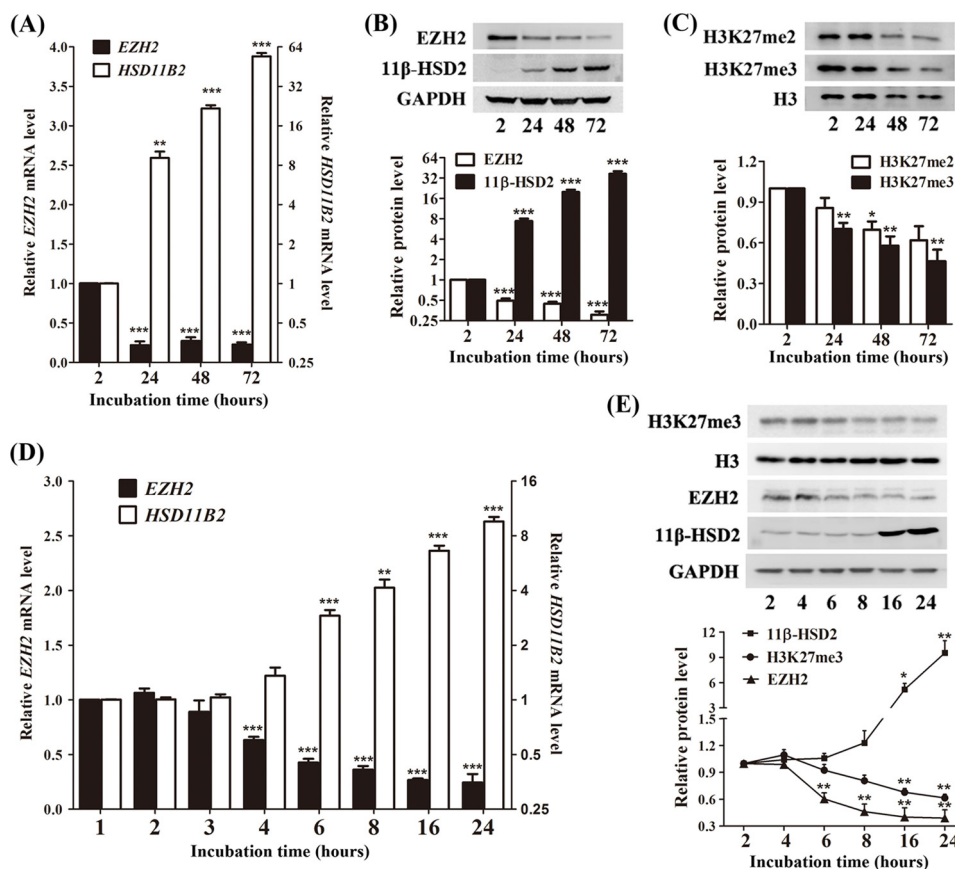 (A)
EZH2
HSD11B2
Relative EZH2 mRNA level
4.0
3.5
3.0
2.5
2.0
1.5
1.0
0.5
0.0
*** *** ***
** *** ***
64
32
16
8
4
2
1
0.5
0.25
Relative HSD11B2
mRNA level
2 24 48 72
Incubation time (hours)
(B)
EZH2
11β-HSD2
GAPDH
2 24 48 72
EZH2
11β-HSD2
Relative protein level
64
32
16
8
4
2
1
0.5
0.25
*** *** ***
*** *** ***
2 24 48 72
Incubation time (hours)
(C)
H3K27me2
H3K27me3
H3
2 24 48 72
H3K27me2
H3K27me3
Relative protein level
1.2
0.9
0.6
0.3
0.0
** * ** **
2 24 48 72
Incubation time (hours)
(D)
EZH2
HSD11B2
Relative EZH2 mRNA level
3.0
2.5
2.0
1.5
1.0
0.5
0.0
*** *** *** *** ***
*** ** *** ***
16
8
4
2
1
0.5
0.25
Relative HSD11B2
mRNA level
1 2 3 4 6 8 16 24
Incubation time (hours)
(E)
H3K27me3
H3
EZH2
11β-HSD2
GAPDH
2 4 6 8 16 24
11β-HSD2
H3K27me3
EZH2
Relative protein level
12
9
6
3
1.5
1.2
0.9
0.6
0.3
* **
** **
** ** ** **
2 4 6 8 16 24
Incubation time (hours)